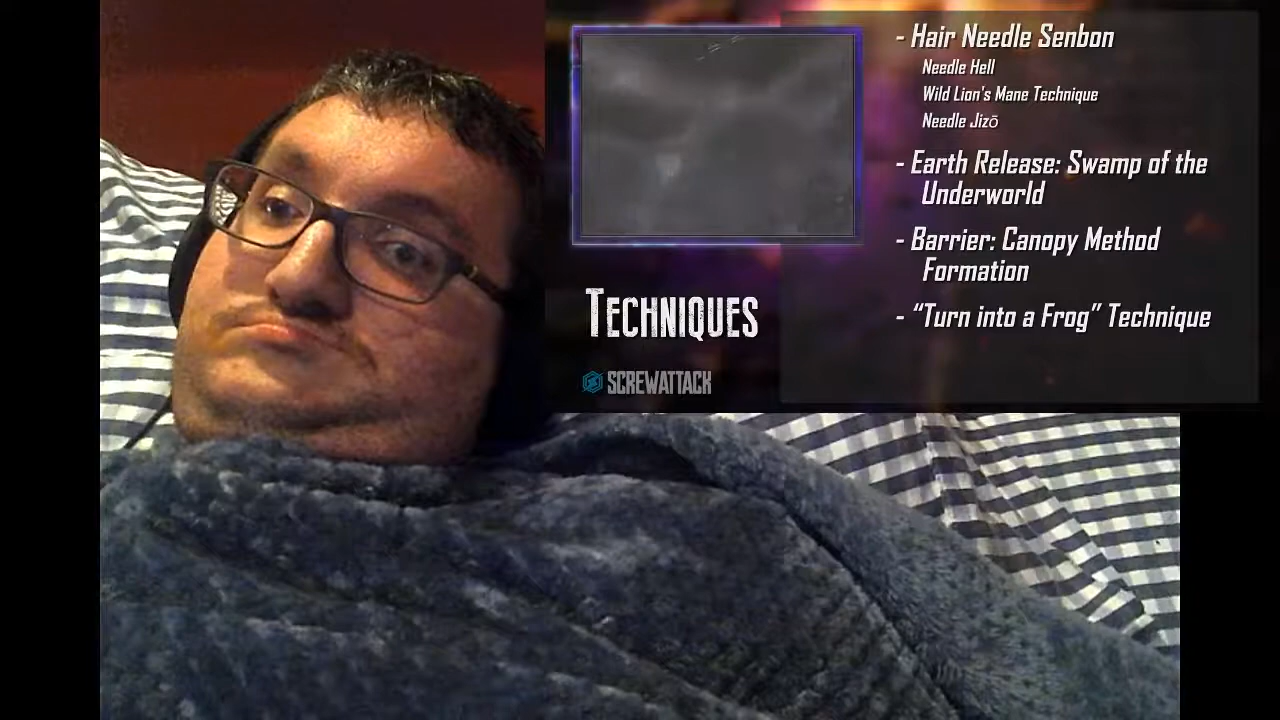 - Hair Needle Senbon
Needle Hell
Wild Lion's Mane Technique
Needle Jizō
- Earth Release: Swamp of the
Underworld
- Barrier: Canopy Method
Formation
- “Turn into a Frog” Technique
TECHNIQUES
SCREWATTACK